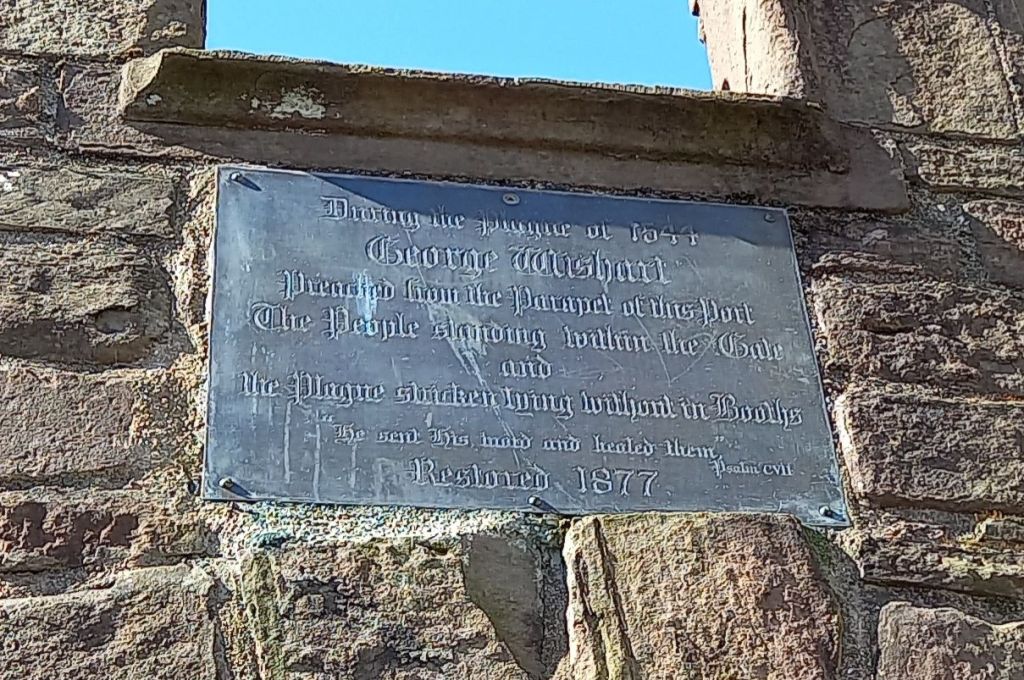 During the plague of 1544
George Wishart
Preached from the Parapet of this Port
The People standing within the Gate
and
the Plague stricken lying without in Booths
"He sent His word and healed them,"
Psalm CVII
Restored 1877